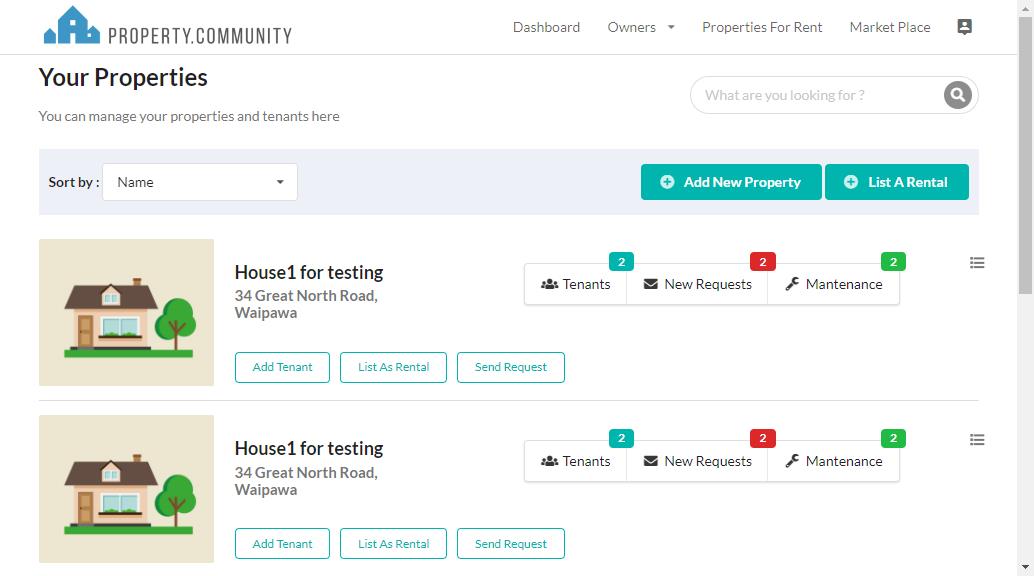 PROPERTY.COMMUNITY
Dashboard Owners Properties For Rent Market Place
Your Properties
What are you looking for ?
You can manage your properties and tenants here
Sort by : Name Add New Property List A Rental
2 2 2
House1 for testing
Tenants New Requests Mantenance
34 Great North Road,
Waipawa
Add Tenant List As Rental Send Request
2 2 2
House1 for testing
Tenants New Requests Mantenance
34 Great North Road,
Waipawa
Add Tenant List As Rental Send Request